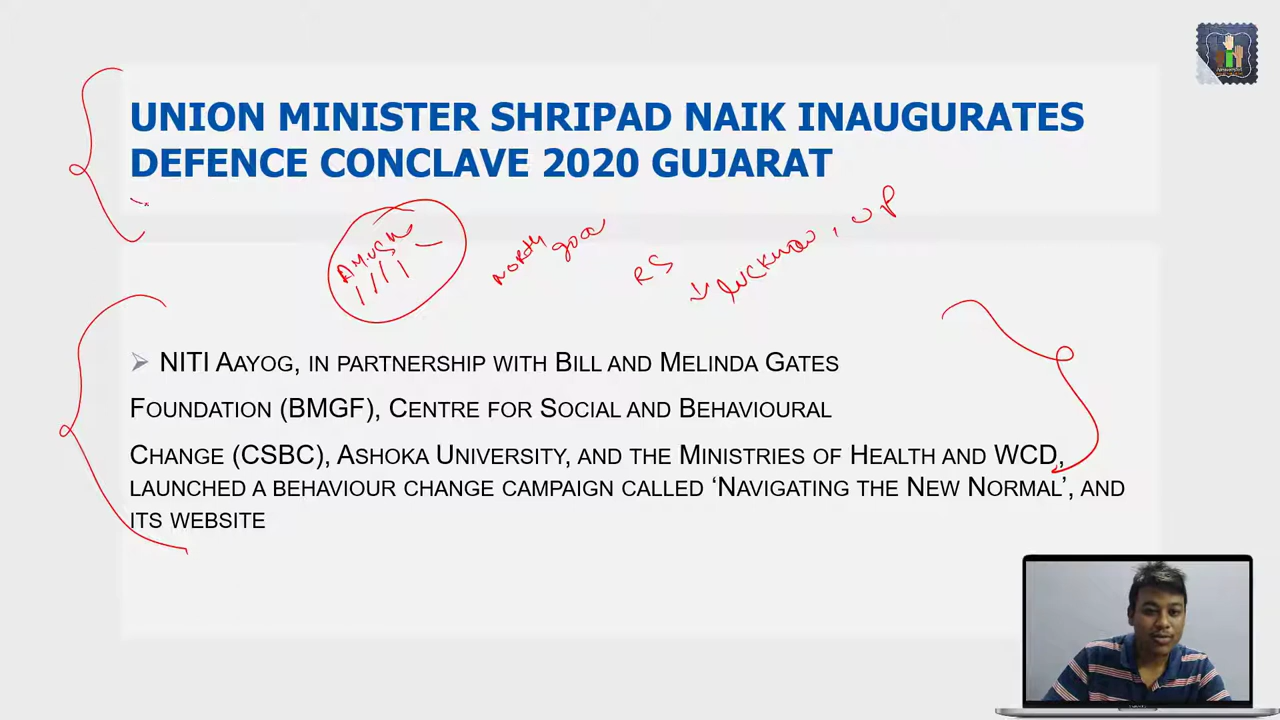 UNION MINISTER SHRIPAD NAIK INAUGURATES
DEFENCE CONCLAVE 2020 GUJARAT
AYUSH
North Goa
RS
Lucknow, UP
NITI AAYOG, IN PARTNERSHIP WITH BILL AND MELINDA GATES
FOUNDATION (BMGF), CENTRE FOR SOCIAL AND BEHAVIOURAL
CHANGE (CSBC), ASHOKA UNIVERSITY, AND THE MINISTRIES OF HEALTH AND WCD,
LAUNCHED A BEHAVIOUR CHANGE CAMPAIGN CALLED ‘NAVIGATING THE NEW NORMAL’, AND
ITS WEBSITE